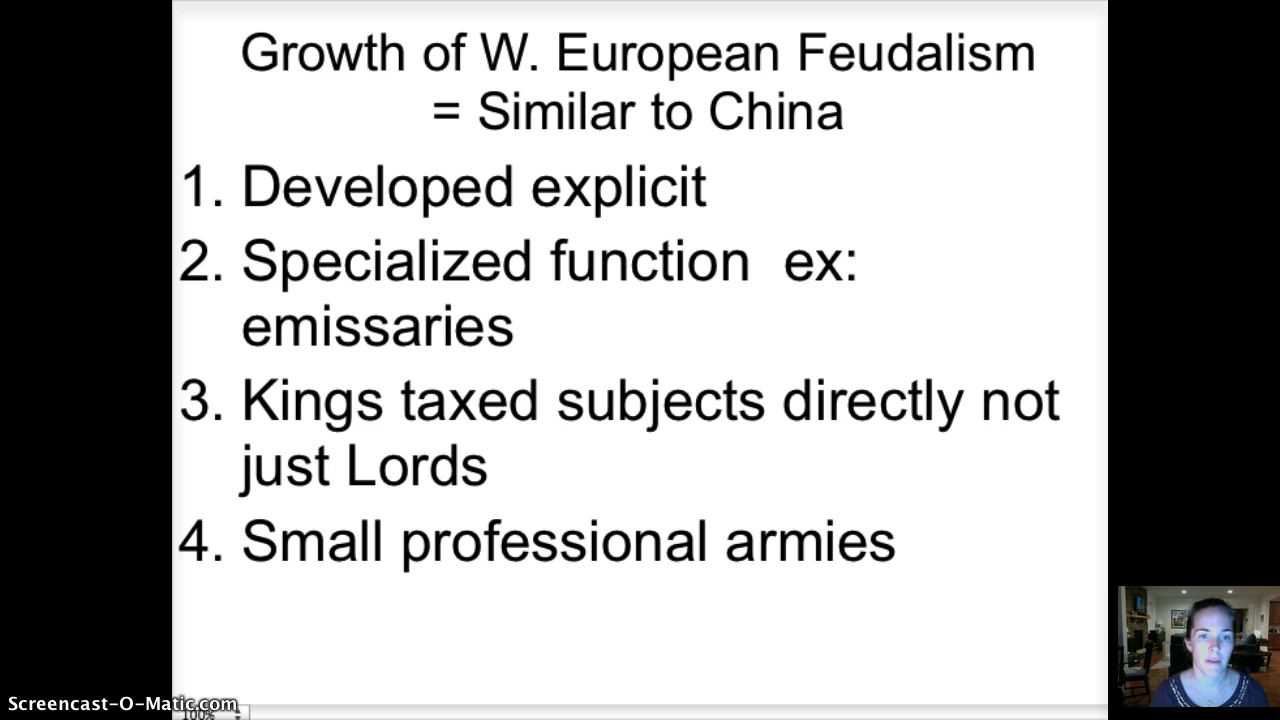 Growth of W. European Feudalism
= Similar to China
1. Developed explicit
2. Specialized function ex:
emissaries
3. Kings taxed subjects directly not
just Lords
4. Small professional armies
Screencast-O-Matic.com
100%